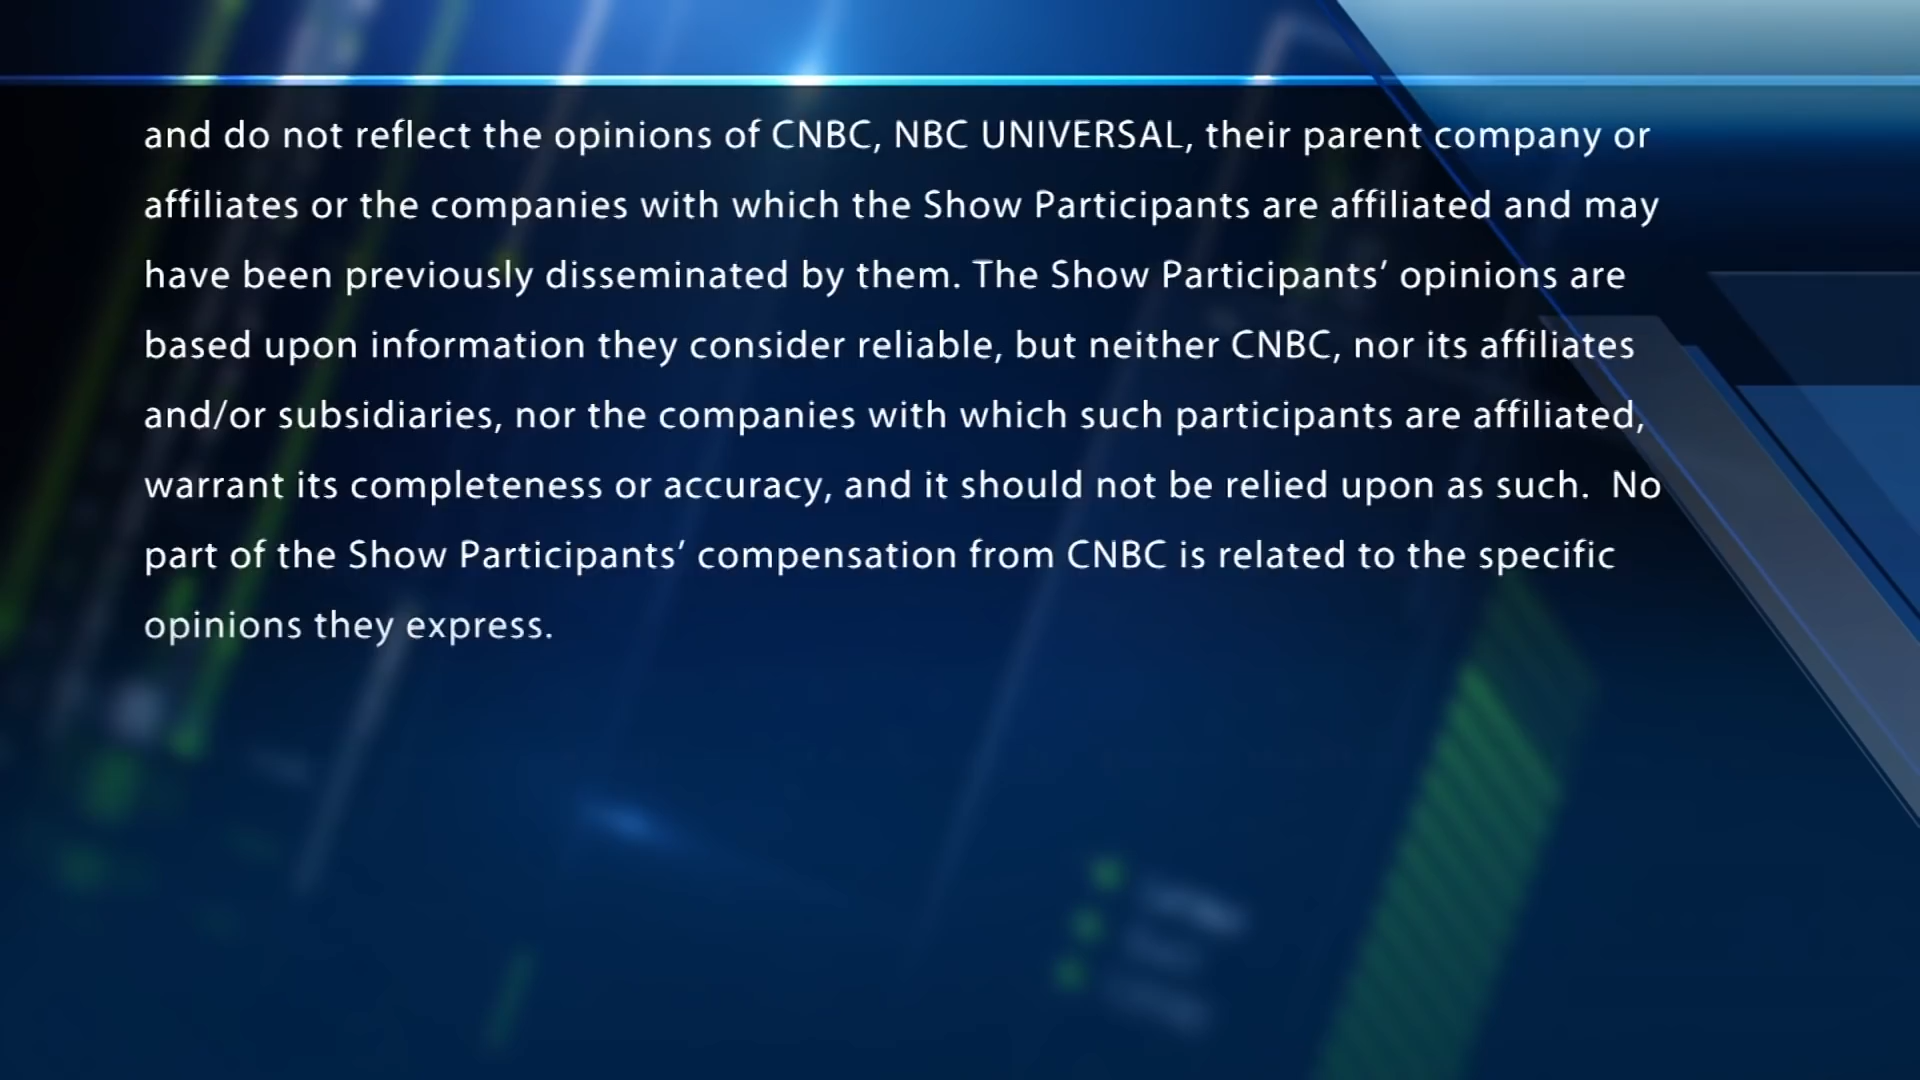 and do not reflect the opinions of CNBC, NBC UNIVERSAL, their parent company or
affiliates or the companies with which the Show Participants are affiliated and may
have been previously disseminated by them. The Show Participants’ opinions are
based upon information they consider reliable, but neither CNBC, nor its affiliates
and/or subsidiaries, nor the companies with which such participants are affiliated,
warrant its completeness or accuracy, and it should not be relied upon as such.  No
part of the Show Participants’ compensation from CNBC is related to the specific
opinions they express.